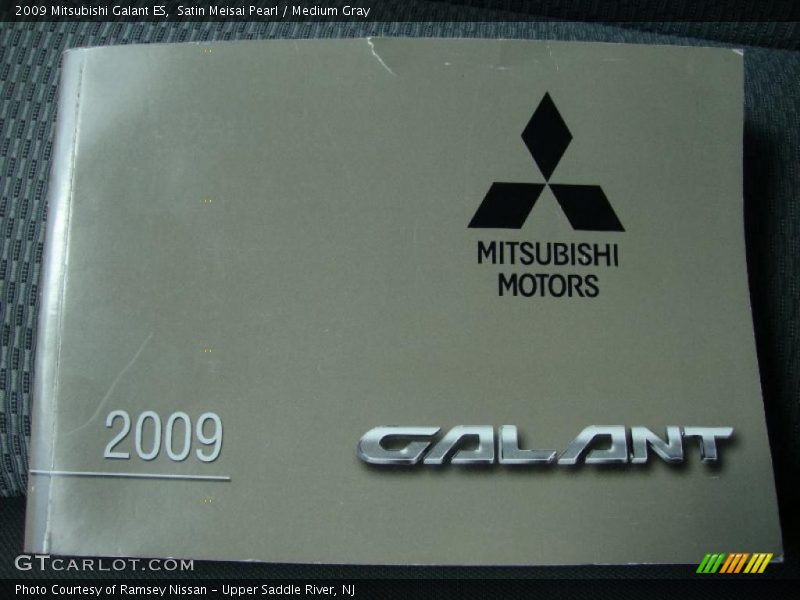 2009 Mitsubishi Galant ES, Satin Meisai Pearl / Medium Gray
MITSUBISHI
MOTORS
2009
GALANT
GTCARLOT.COM
Photo Courtesy of Ramsey Nissan - Upper Saddle River, NJ